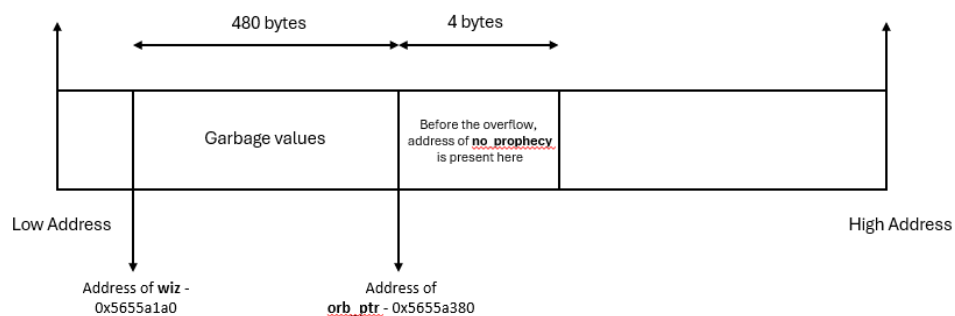 480 bytes
4 bytes
Garbage values
Before the overflow,
address of no_prophecy
is present here
Low Address
High Address
Address of wiz -
0x5655a1a0
Address of
orb_ptr - 0x5655a380